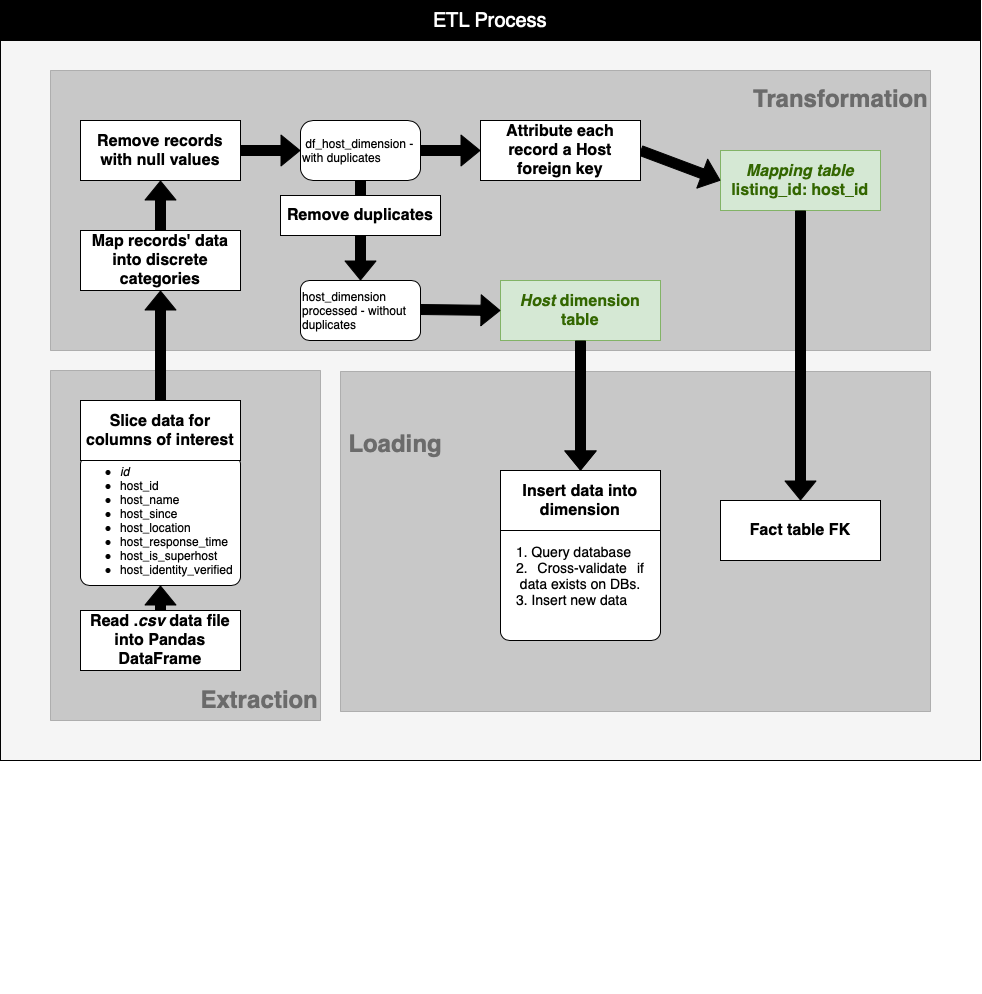 ETL Process
Transformation
Remove records
with null values
df_host_dimension -
with duplicates
Attribute each
record a Host
foreign key
Mapping table
listing_id: host_id
Remove duplicates
Map records' data
into discrete
categories
host_dimension
processed - without
duplicates
Host dimension
table
Slice data for
columns of interest
• id
• host_id
• host_name
• host_since
• host_location
• host_response_time
• host_is_superhost
• host_identity_verified
Read .csv data file
into Pandas
DataFrame
Extraction
Loading
Insert data into
dimension
1. Query database
2. Cross-validate if
data exists on DBs.
3. Insert new data
Fact table FK